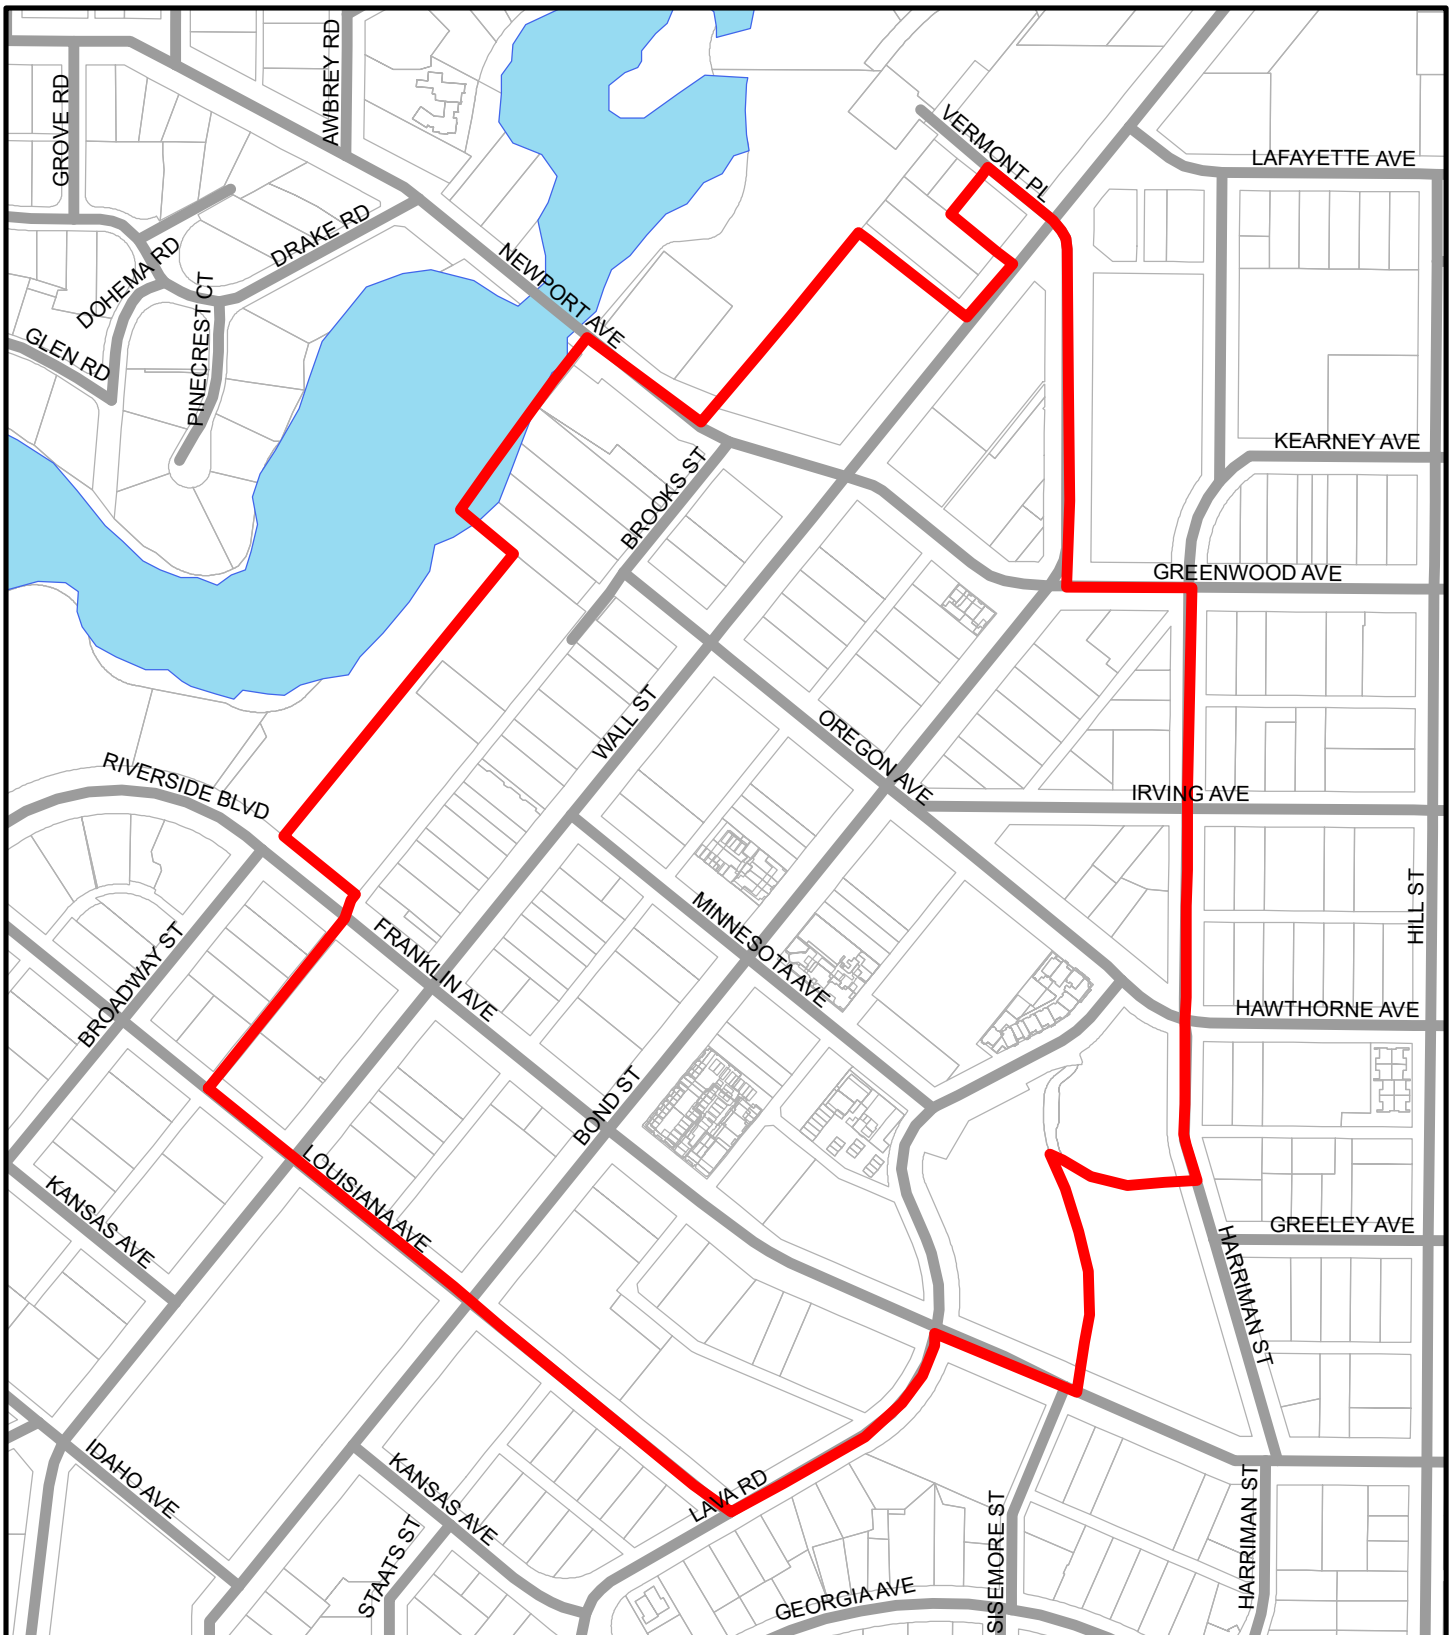 AWBREY RD
GROVE RD
VERMONT PL
LAFAYETTE AVE
DRAKE RD
DOHEMA RD
NEWPORT AVE
PINECREST CT
GLEN RD
KEARNEY AVE
BROOKS ST
GREENWOOD AVE
WALL ST
OREGON AVE
RIVERSIDE BLVD
IRVING AVE
HILL ST
MINNESOTA AVE
FRANKLIN AVE
BROADWAY ST
HAWTHORNE AVE
BOND ST
LOUISIANA AVE
KANSAS AVE
GREELEY AVE
HARRIMAN ST
IDAHO AVE
KANSAS AVE
LAVA RD
STAATS ST
SISEMORE ST
HARRIMAN ST
GEORGIA AVE